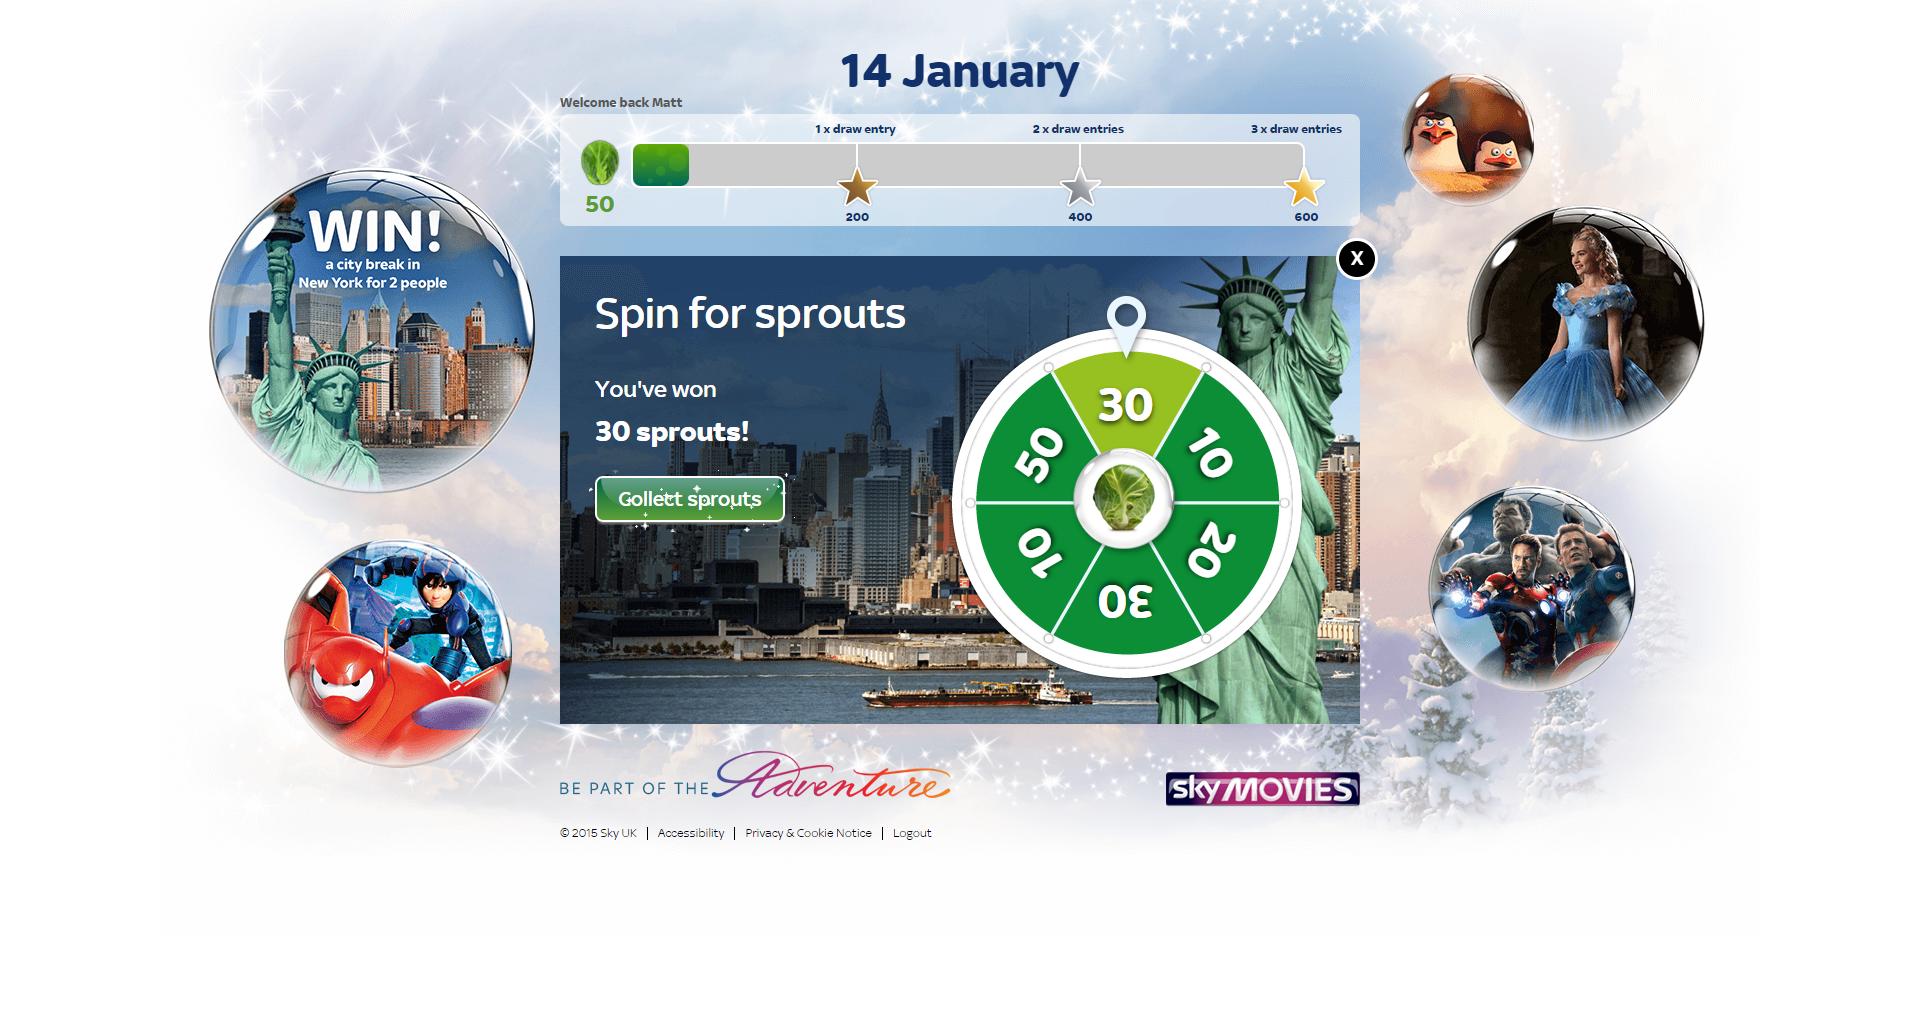 14 January
Welcome back Matt
1 x draw entry
2 x draw entries
3 x draw entries
50
200
400
600
WIN!
a city break in
New York for 2 people
X
Spin for sprouts
You've won
30 sprouts!
Gollett sprouts
30
10
20
30
10
50
BE PART OF THE Adventure
sky MOVIES
© 2015 Sky UK | Accessibility | Privacy & Cookie Notice | Logout